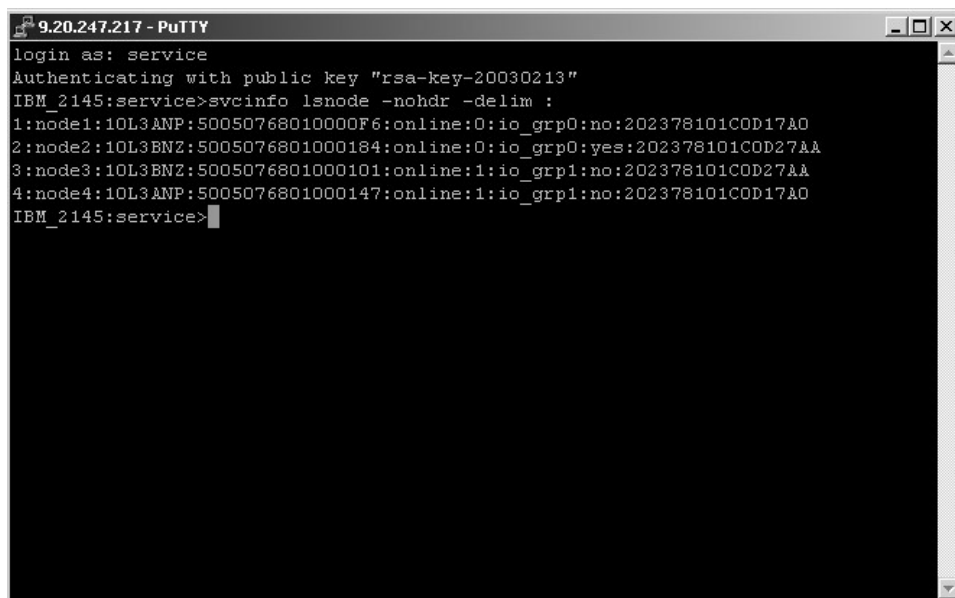 9.20.247.217 - PuTTY
login as: service
Authenticating with public key "rsa-key-20030213"
IBM_2145:service>svcinfo lsnode -nohdr -delim :
1:node1:10L3ANP:50050768010000F6:online:0:io_grp0:no:202378101C0D17A0
2:node2:10L3BNZ:5005076801000184:online:0:io_grp0:yes:202378101C0D27AA
3:node3:10L3BNZ:5005076801000101:online:1:io_grp1:no:202378101C0D27AA
4:node4:10L3ANP:5005076801000147:online:1:io_grp1:no:202378101C0D17A0
IBM_2145:service>